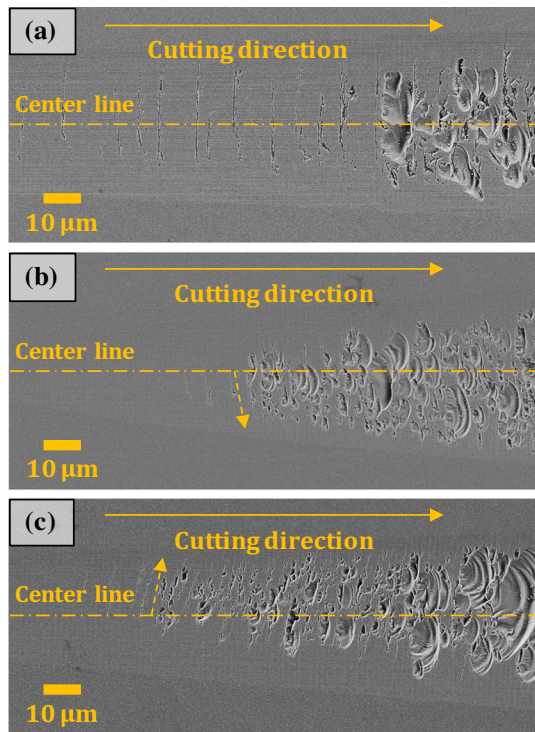 (a)
Cutting direction
Center line
10 μm
(b)
Cutting direction
Center line
10 μm
(c)
Cutting direction
Center line
10 μm